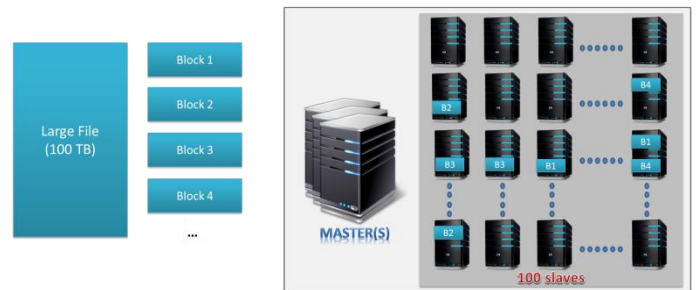 Large File
(100 TB)
Block 1
Block 2
Block 3
Block 4
...
MASTER(S)
B2
B4
B3
B3
B1
B1
B4
B2
100 slaves